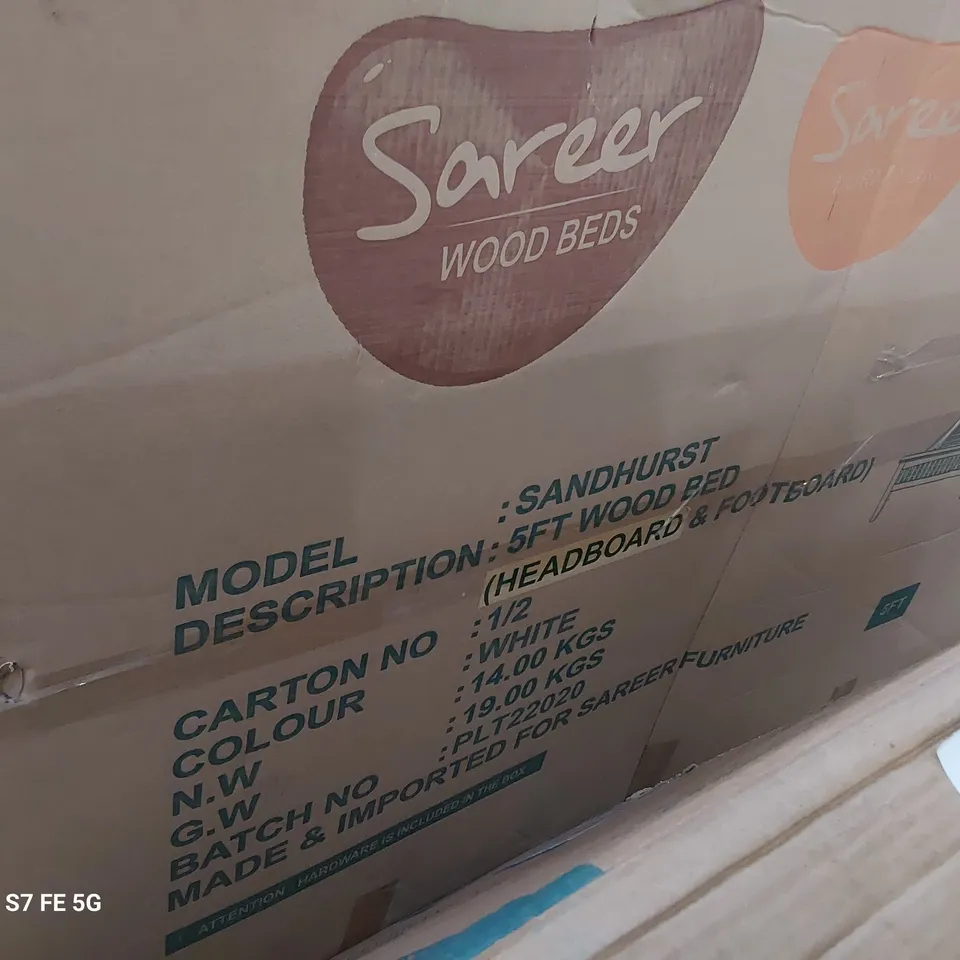 Sareer
WOOD BEDS
Saree
MODEL : SANDHURST
DESCRIPTION : 5FT WOOD BED
(HEADBOARD & FOOTBOARD)
CARTON NO : 1/2
COLOUR : WHITE
N.W : 14.00 KGS
G.W : 19.00 KGS
BATCH NO : PLT22020
MADE & IMPORTED FOR SAREER FURNITURE
5FT
ATTENTION : HARDWARE IS INCLUDED IN THE BOX
S7 FE 5G